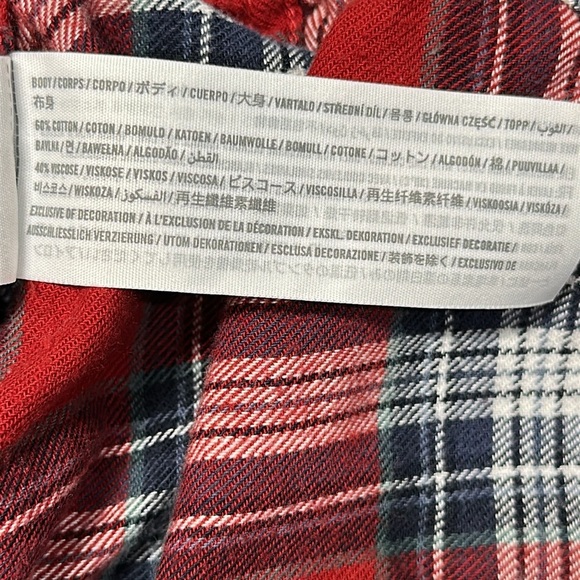 BODY / CORPS / CORPO / ボディ / CUERPO / 大身 / VARTALO / STŘEDNÍ DÍL / 몸통 / GŁÓWNA CZĘŚĆ / TOPP / الثوب /
布身
60% COTTON / COTON / BOMULD / KATOEN / BAUMWOLLE / BOMULL / COTONE / コットン / ALGODÓN / 棉 / PUUVILLAA /
BAVLNA / 면 / BAWEŁNA / ALGODÃO / القطن
40% VISCOSE / VISKOSE / VISKOS / VISCOSA / ビスコース / VISCOSILLA / 再生纤维素纤维 / VISKOOSIA / VISKÓZA /
비스코스 / WISKOZA / الفسكوز / 再生纖維素纖維
EXCLUSIVE OF DECORATION / À L'EXCLUSION DE LA DÉCORATION / EKSKL. DEKORATION / EXCLUSIEF DECORATIE /
AUSSCHLIESSLICH VERZIERUNG / UTOM DEKORATIONEN / ESCLUSA DECORAZIONE / 装飾を除く / EXCLUSIVO DE